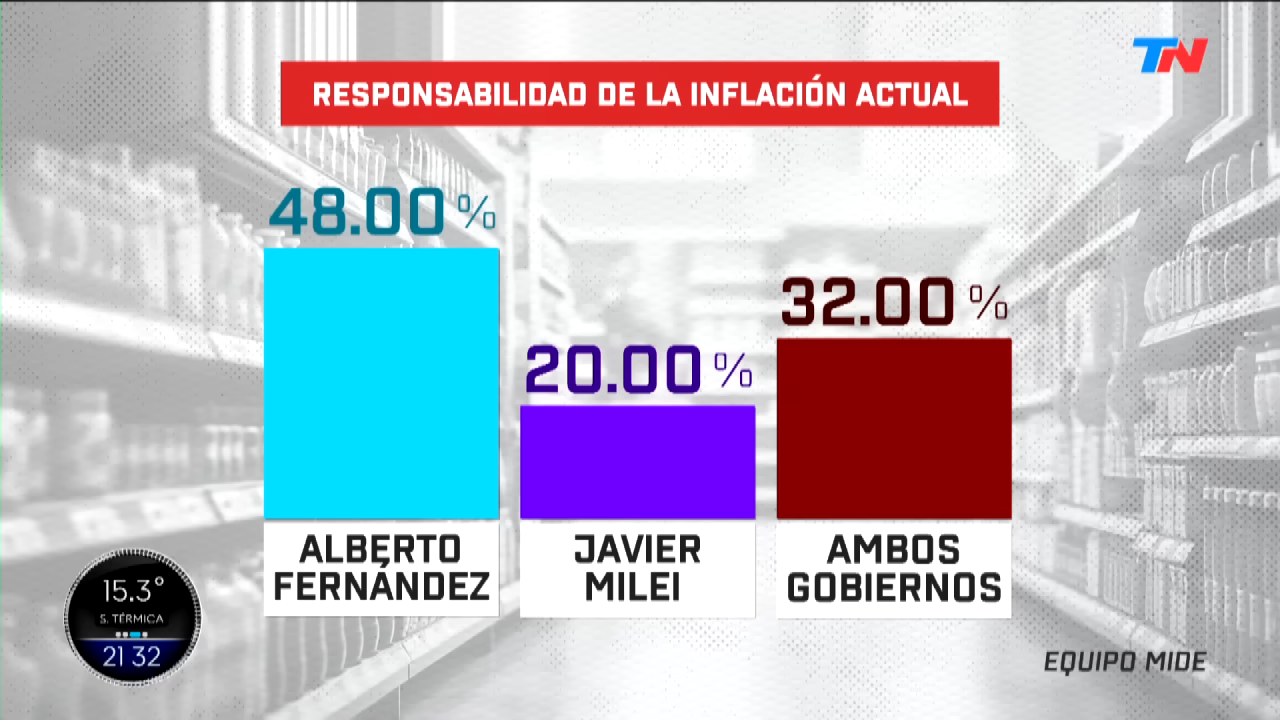 TN
RESPONSABILIDAD DE LA INFLACIÓN ACTUAL
48.00 %
20.00 %
32.00 %
ALBERTO
FERNÁNDEZ
JAVIER
MILEI
AMBOS
GOBIERNOS
15.3°
S. TÉRMICA
21 32
EQUIPO MIDE